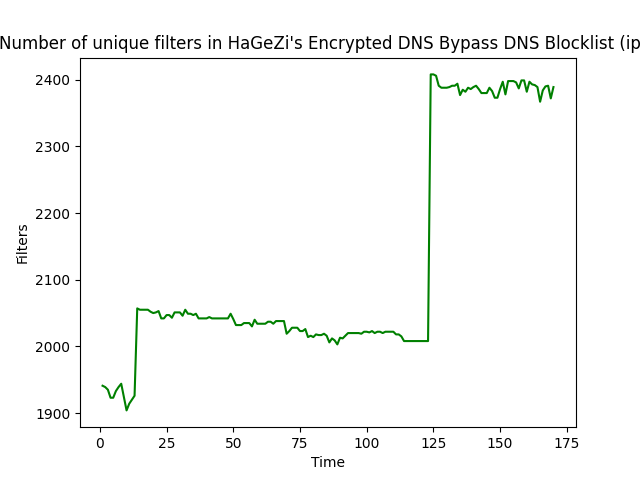 Number of unique filters in HaGeZi's Encrypted DNS Bypass DNS Blocklist (ip
2400
2300
2200
2100
2000
1900
Filters
0 25 50 75 100 125 150 175
Time